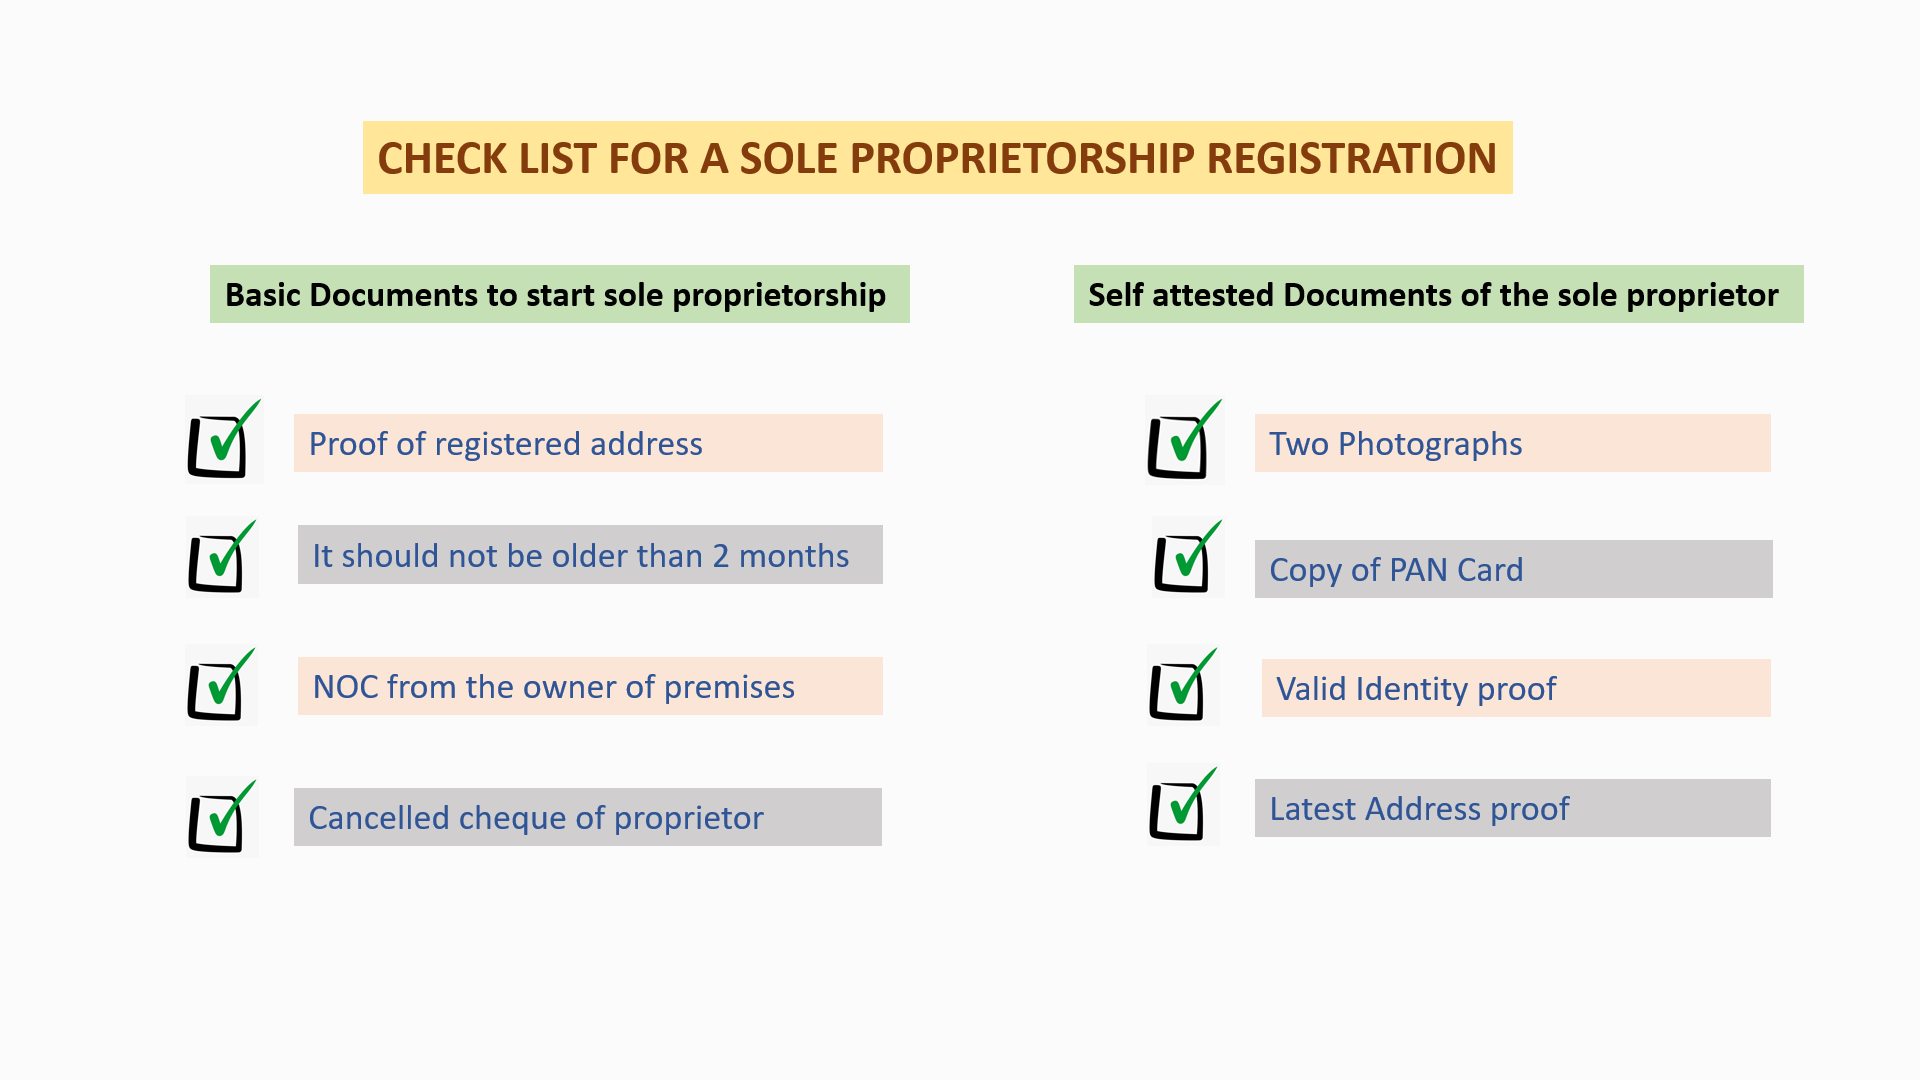 CHECK LIST FOR A SOLE PROPRIETORSHIP REGISTRATION
Basic Documents to start sole proprietorship
Proof of registered address
It should not be older than 2 months
NOC from the owner of premises
Cancelled cheque of proprietor
Self attested Documents of the sole proprietor
Two Photographs
Copy of PAN Card
Valid Identity proof
Latest Address proof